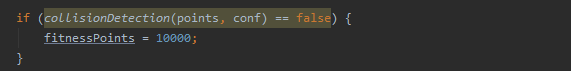 if (collisionDetection(points, conf) == false) {
fitnessPoints = 10000;
}